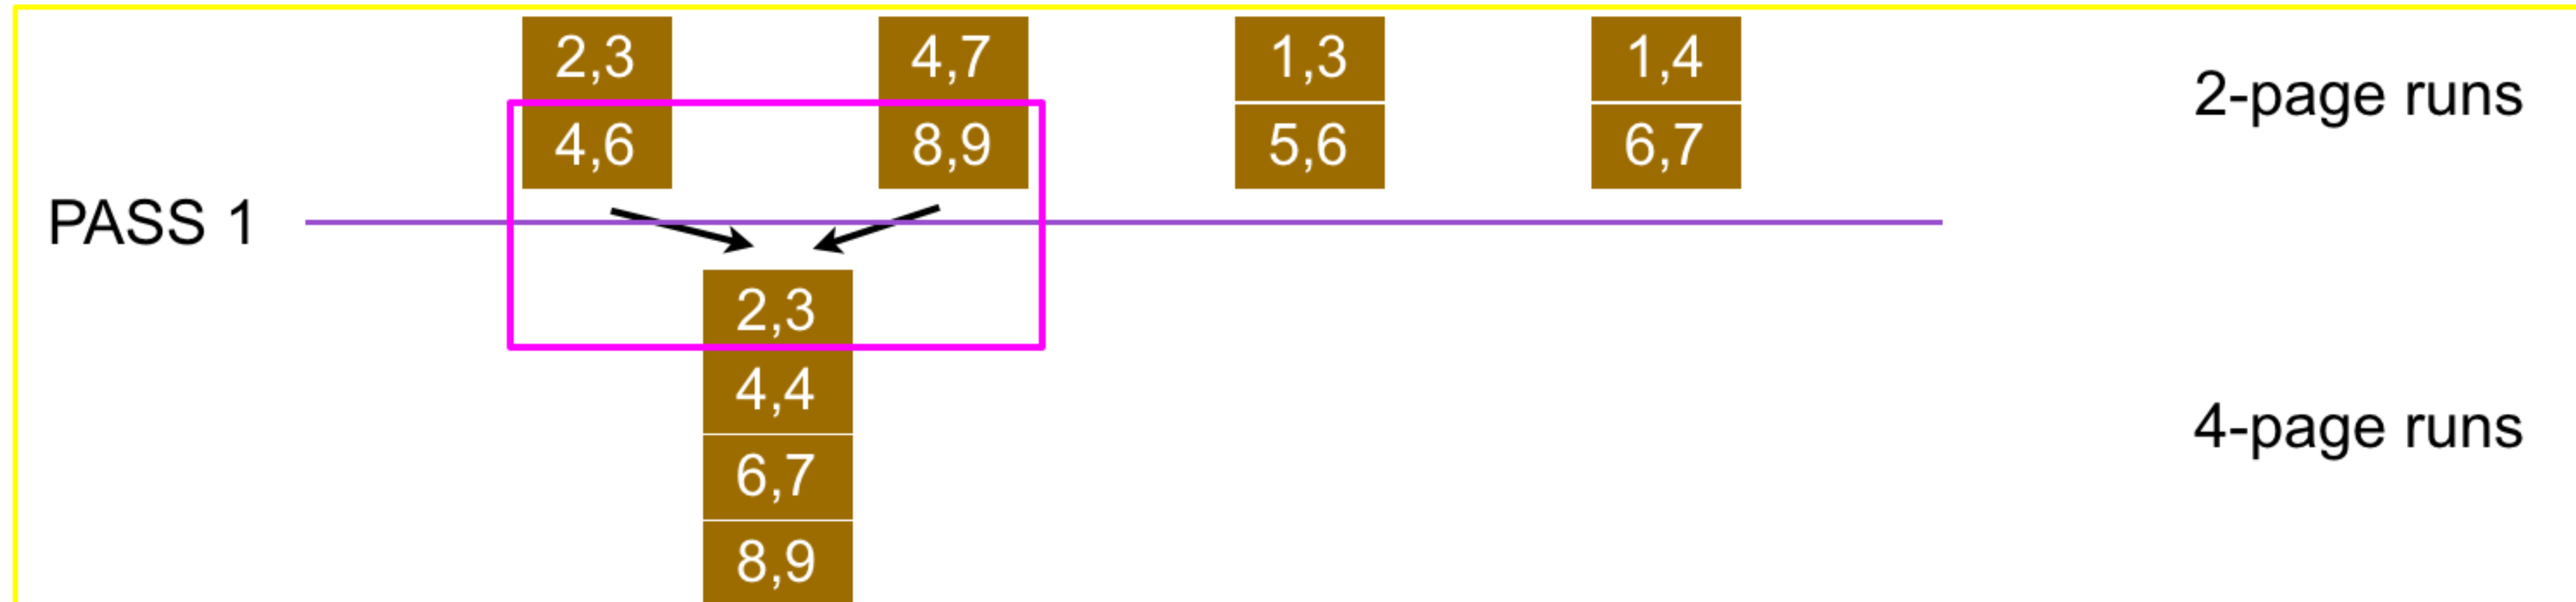 2,3 4,7 1,3 1,4
2-page runs
4,6 8,9 5,6 6,7
PASS 1
2,3
4,4
4-page runs
6,7
8,9